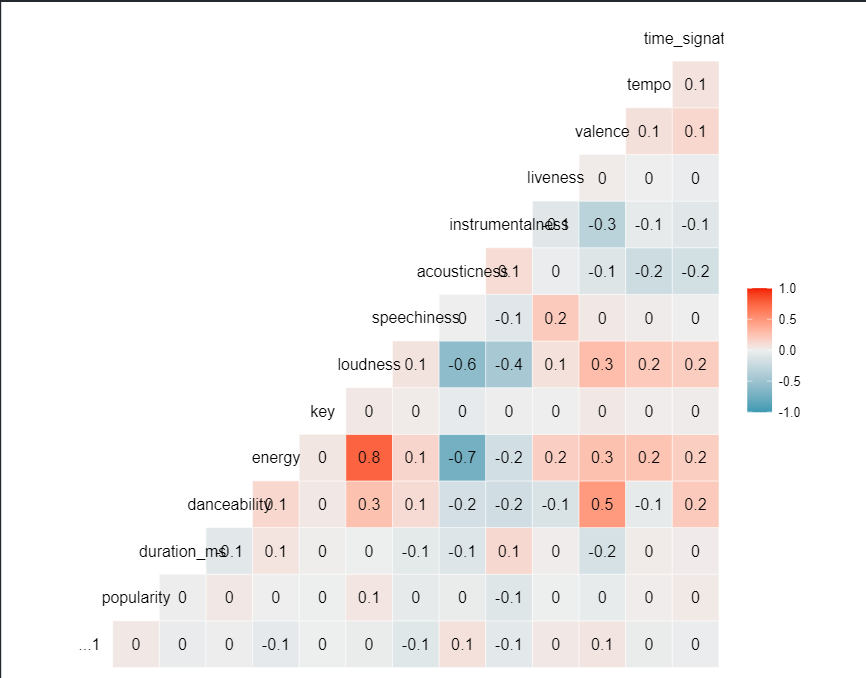 time_signat
tempo 0.1
valence 0.1 0.1
liveness 0 0 0
instrumentalness -0.1 -0.3 -0.1 -0.1
acousticness 0.1 0 -0.1 -0.2 -0.2
speechiness 0 -0.1 0.2 0 0 0
loudness 0.1 -0.6 -0.4 0.1 0.3 0.2 0.2
key 0 0 0 0 0 0 0 0
energy 0 0.8 0.1 -0.7 -0.2 0.2 0.3 0.2 0.2
danceability 0.1 0 0.3 0.1 -0.2 -0.2 -0.1 0.5 -0.1 0.2
duration_ms -0.1 0.1 0 0 -0.1 -0.1 0.1 0 -0.2 0 0
popularity 0 0 0 0 0.1 0 0 -0.1 0 0 0 0
...1 0 0 0 -0.1 0 0 -0.1 0.1 -0.1 0 0.1 0 0
1.0
0.5
0.0
-0.5
-1.0